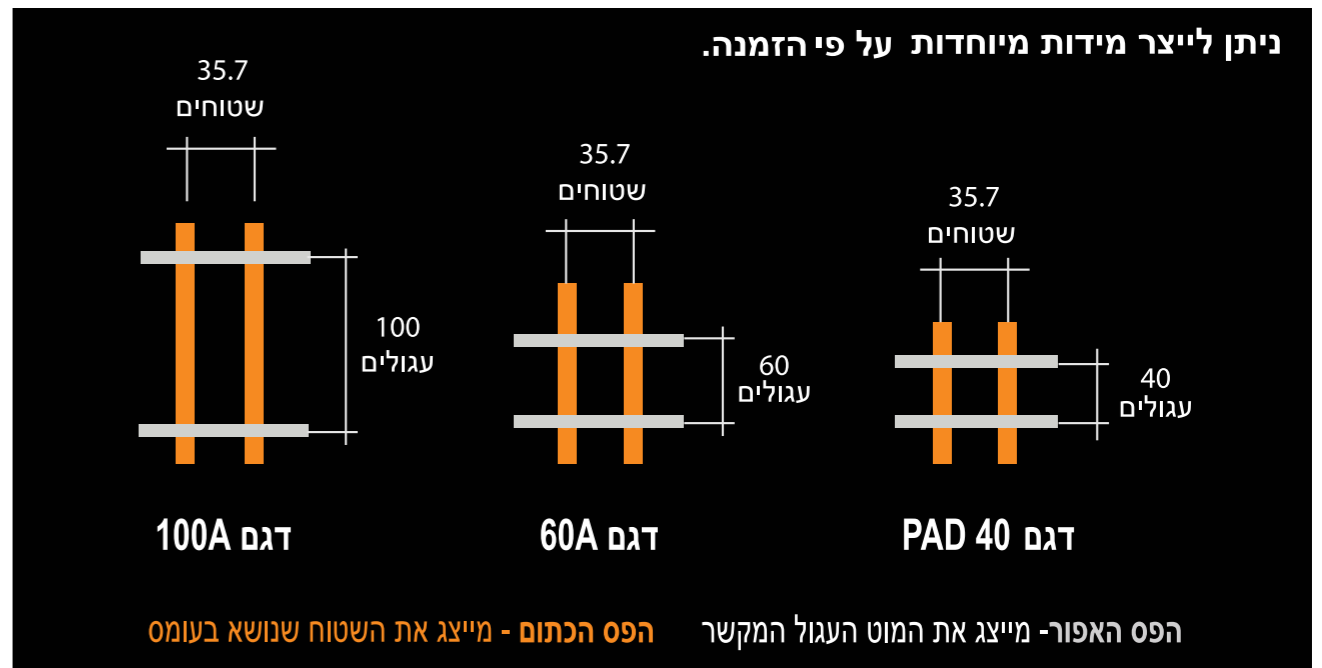 ניתן לייצר מידות מיוחדות על פי הזמנה.
35.7
שטוחים
100
עגולים
דגם 100A
35.7
שטוחים
60
עגולים
דגם 60A
35.7
שטוחים
40
עגולים
דגם PAD 40
הפס האפור- מייצג את המוט העגול המקשר
הפס הכתום - מייצג את השטוח שנושא בעומס